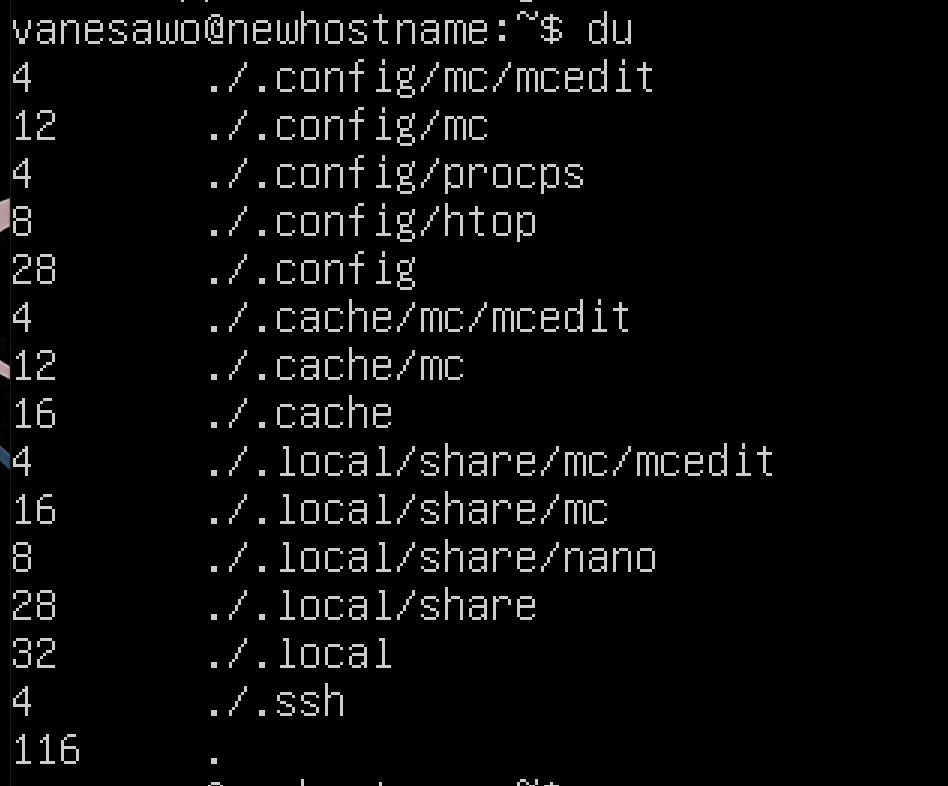 vanesawo@newhostname:~$ du
4 ./.config/mc/mcedit
12 ./.config/mc
4 ./.config/procps
8 ./.config/htop
28 ./.config
4 ./.cache/mc/mcedit
12 ./.cache/mc
16 ./.cache
4 ./.local/share/mc/mcedit
16 ./.local/share/mc
8 ./.local/share/nano
28 ./.local/share
32 ./.local
4 ./.ssh
116 .